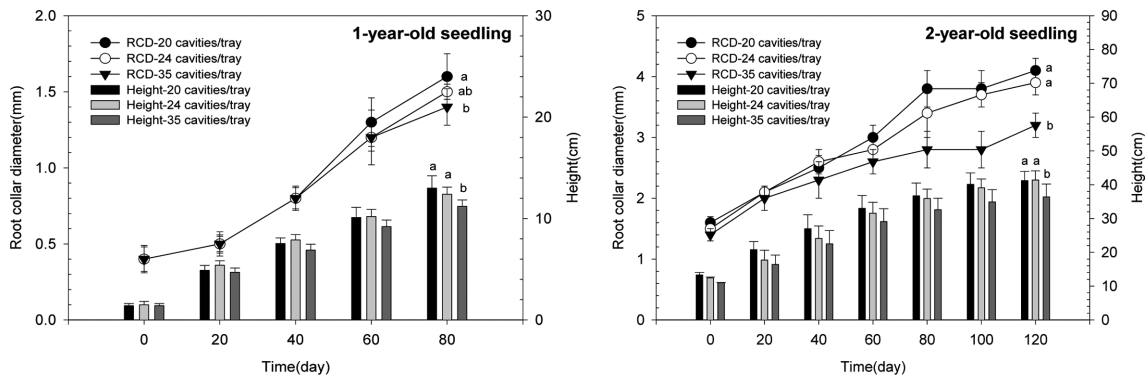 1-year-old seedling
RCD-20 cavities/tray
RCD-24 cavities/tray
RCD-35 cavities/tray
Height-20 cavities/tray
Height-24 cavities/tray
Height-35 cavities/tray
Root collar diameter(mm)
2.0
1.5
1.0
0.5
0.0
a
ab
b
a a b
30
20
10
0
Height(cm)
0 20 40 60 80
Time(day)
2-year-old seedling
RCD-20 cavities/tray
RCD-24 cavities/tray
RCD-35 cavities/tray
Height-20 cavities/tray
Height-24 cavities/tray
Height-35 cavities/tray
Root collar diameter(mm)
5
4
3
2
1
0
a
a
b
a a
b
90
80
70
60
50
40
30
20
10
0
Height(cm)
0 20 40 60 80 100 120
Time(day)